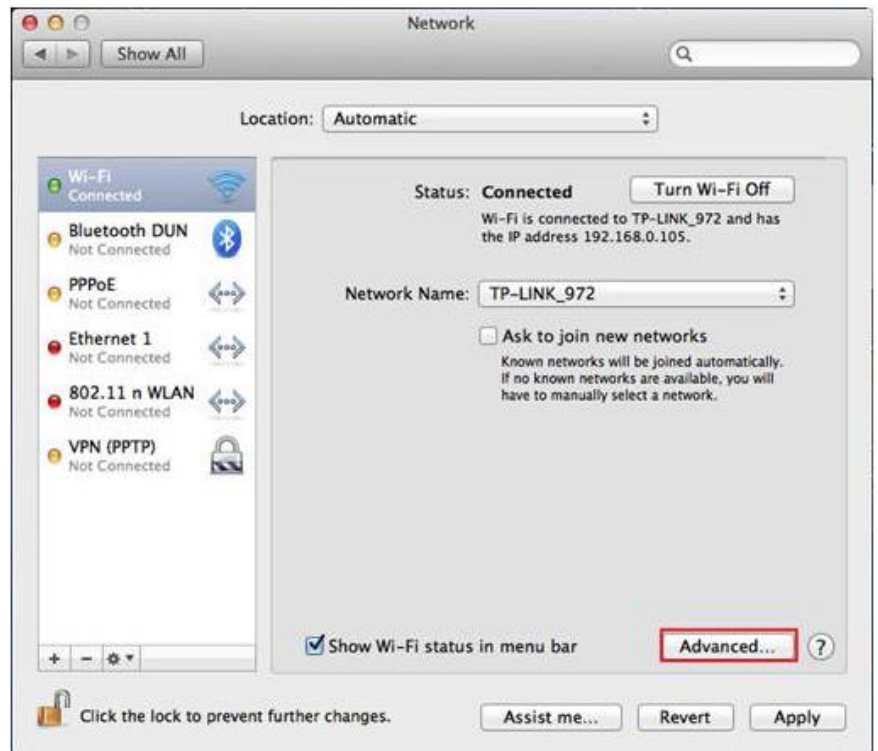 Network
Show All
Location: Automatic
Wi-Fi
Connected
Bluetooth DUN
Not Connected
PPPoE
Not Connected
Ethernet 1
Not Connected
802.11 n WLAN
Not Connected
VPN (PPTP)
Not Connected
Status: Connected Turn Wi-Fi Off
Wi-Fi is connected to TP-LINK_972 and has
the IP address 192.168.0.105.
Network Name: TP-LINK_972
Ask to join new networks
Known networks will be joined automatically.
If no known networks are available, you will
have to manually select a network.
Show Wi-Fi status in menu bar Advanced... ?
Click the lock to prevent further changes. Assist me... Revert Apply